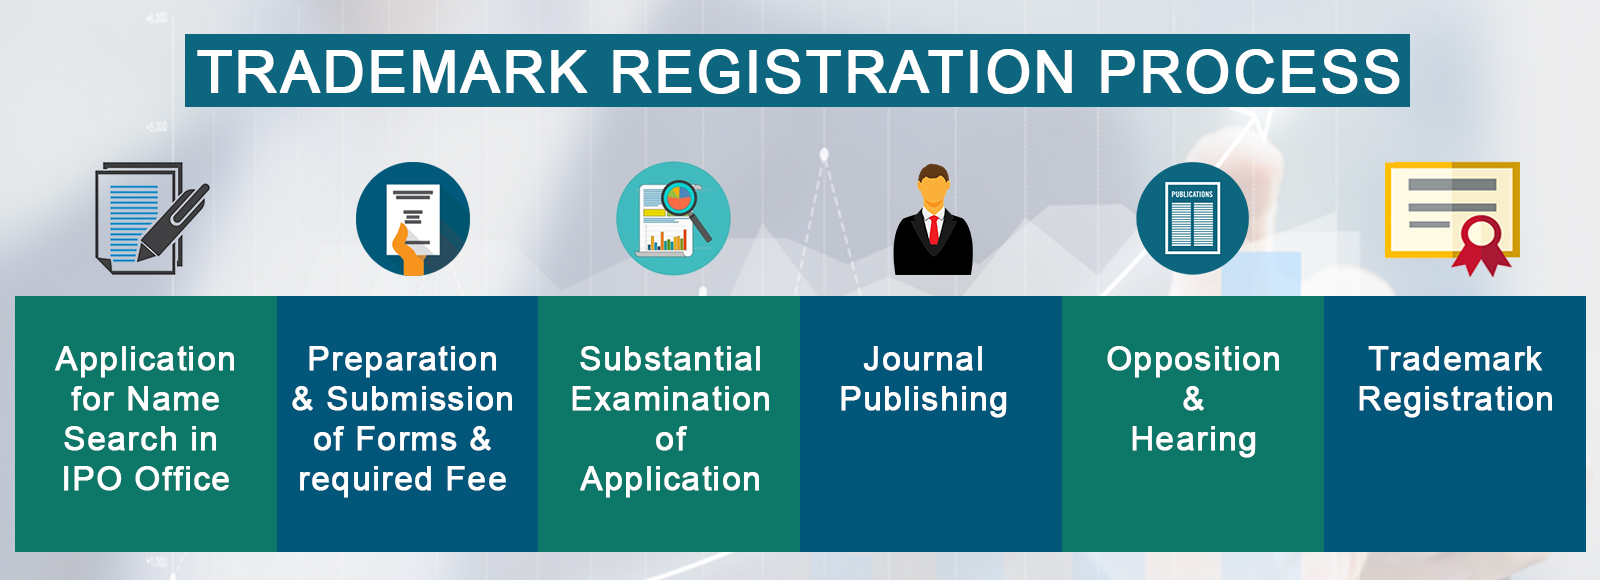 TRADEMARK REGISTRATION PROCESS
PUBLICATIONS
Application
for Name
Search in
IPO Office
Preparation
& Submission
of Forms &
required Fee
Substantial
Examination
of
Application
Journal
Publishing
Opposition
&
Hearing
Trademark
Registration